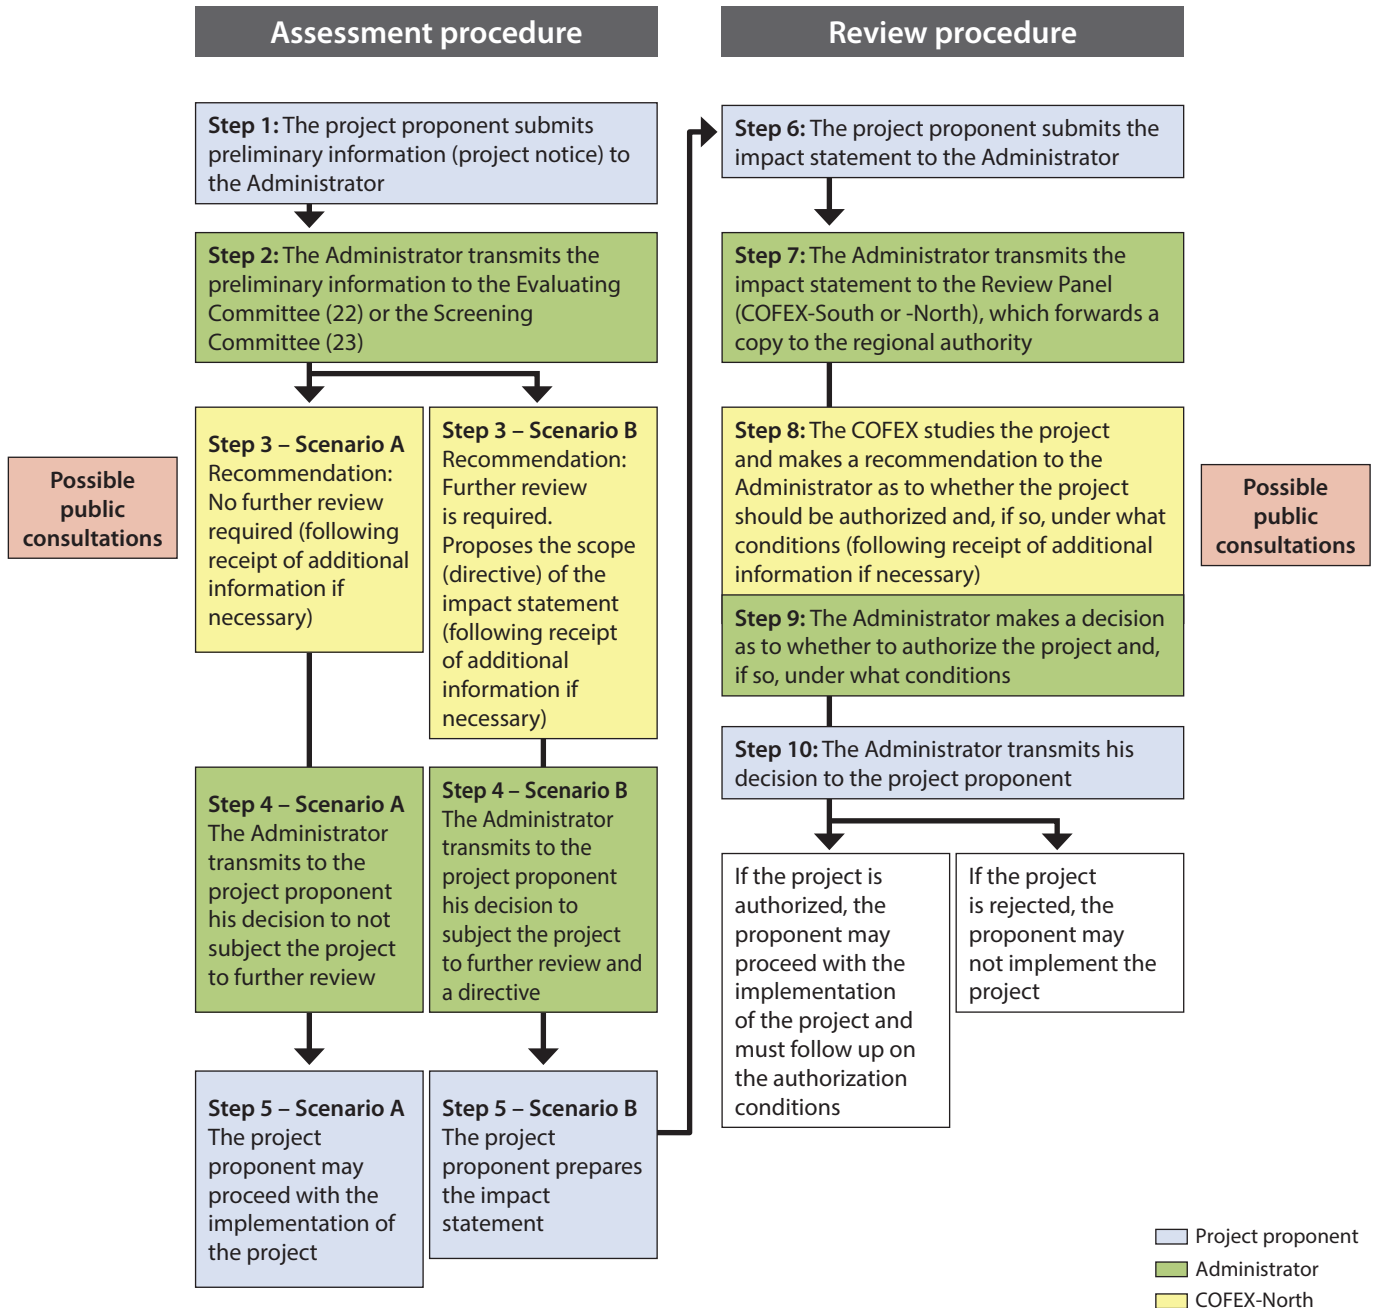 Assessment procedure
Step 1: The project proponent submits
preliminary information (project notice) to
the Administrator
Step 2: The Administrator transmits the
preliminary information to the Evaluating
Committee (22) or the Screening
Committee (23)
Possible
public
consultations
Step 3 – Scenario A
Recommendation:
No further review
required (following
receipt of additional
information if
necessary)
Step 3 – Scenario B
Recommendation:
Further review
is required.
Proposes the scope
(directive) of the
impact statement
(following receipt
of additional
information if
necessary)
Step 4 – Scenario A
The Administrator
transmits to the
project proponent
his decision to not
subject the project
to further review
Step 4 – Scenario B
The Administrator
transmits to the
project proponent
his decision to
subject the project
to further review and
a directive
Step 5 – Scenario A
The project
proponent may
proceed with the
implementation of
the project
Step 5 – Scenario B
The project
proponent prepares
the impact
statement
Review procedure
Step 6: The project proponent submits the
impact statement to the Administrator
Step 7: The Administrator transmits the
impact statement to the Review Panel
(COFEX-South or -North), which forwards a
copy to the regional authority
Step 8: The COFEX studies the project
and makes a recommendation to the
Administrator as to whether the project
should be authorized and, if so, under what
conditions (following receipt of additional
information if necessary)
Possible
public
consultations
Step 9: The Administrator makes a decision
as to whether to authorize the project and,
if so, under what conditions
Step 10: The Administrator transmits his
decision to the project proponent
If the project is
authorized, the
proponent may
proceed with the
implementation
of the project and
must follow up on
the authorization
conditions
If the project
is rejected, the
proponent may
not implement the
project
Project proponent
Administrator
COFEX-North